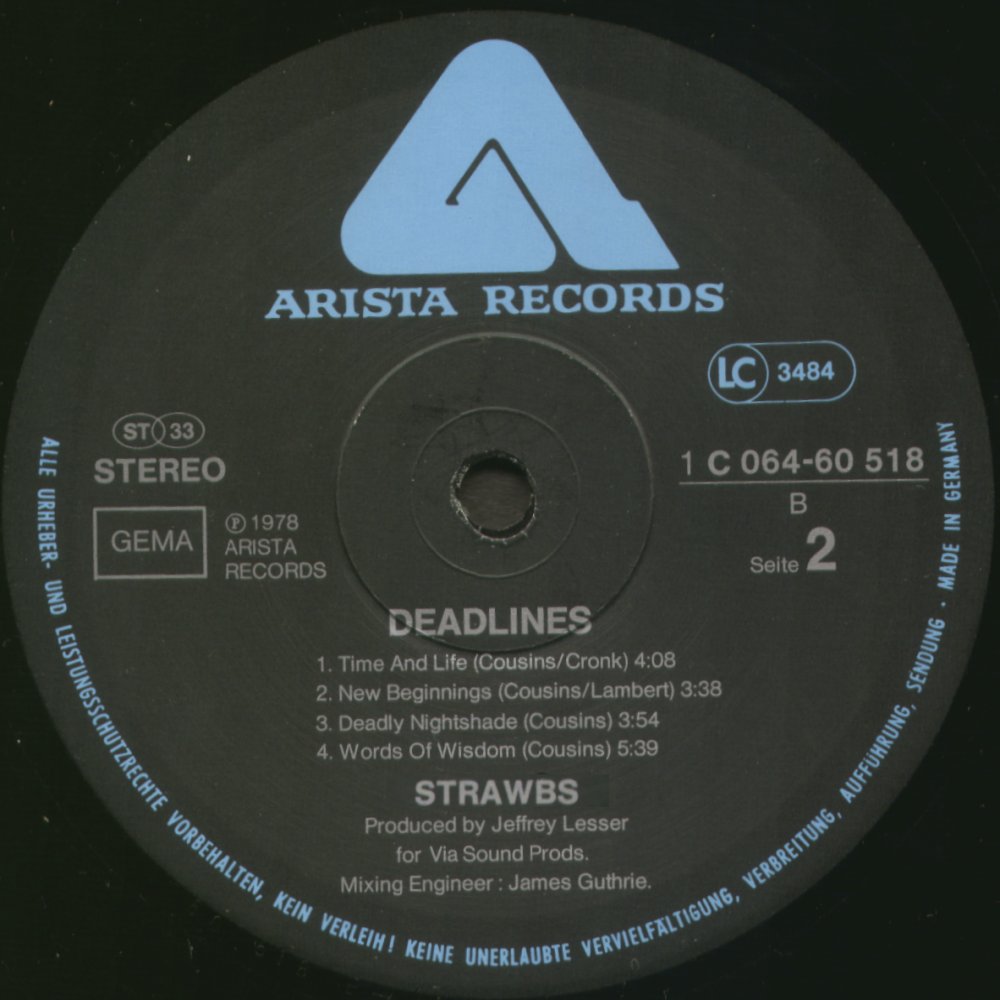 ARISTA RECORDS
LC 3484
ST 33
STEREO
GEMA
℗ 1978
ARISTA
RECORDS
1 C 064-60 518
B
Seite 2
DEADLINES
1. Time And Life (Cousins/Cronk) 4:08
2. New Beginnings (Cousins/Lambert) 3:38
3. Deadly Nightshade (Cousins) 3:54
4. Words Of Wisdom (Cousins) 5:39
STRAWBS
Produced by Jeffrey Lesser
for Via Sound Prods.
Mixing Engineer : James Guthrie.
ALLE URHEBER- UND LEISTUNGSSCHUTZRECHTE VORBEHALTEN, KEIN VERLEIH! KEINE UNERLAUBTE VERVIELFÄLTIGUNG, VERBREITUNG, AUFFÜHRUNG, SENDUNG · MADE IN GERMANY